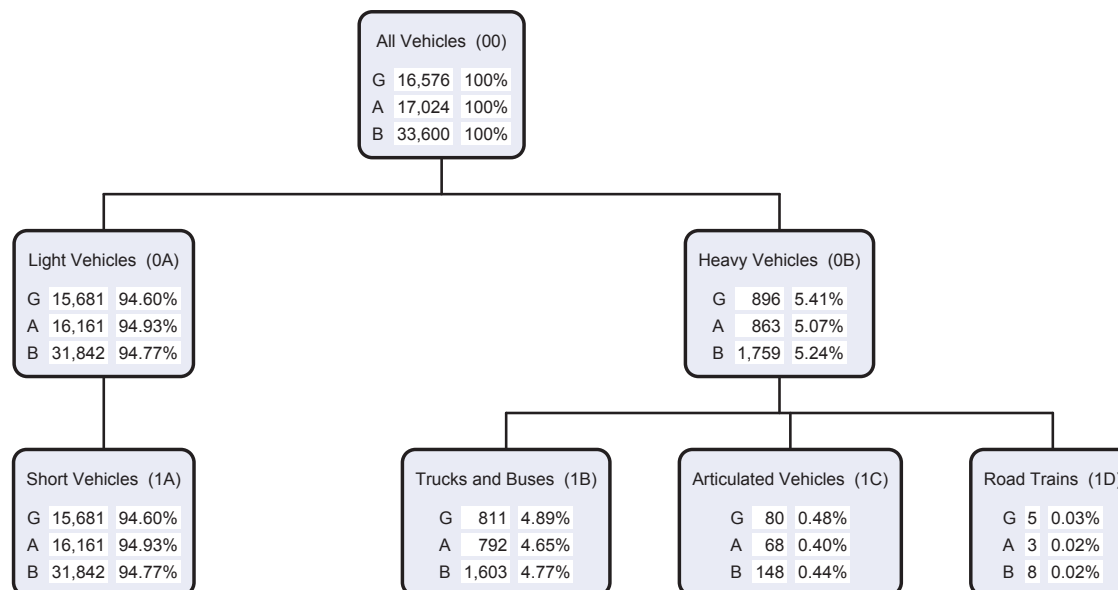 All Vehicles (00)
G 16,576 100%
A 17,024 100%
B 33,600 100%
Light Vehicles (0A)
G 15,681 94.60%
A 16,161 94.93%
B 31,842 94.77%
Heavy Vehicles (0B)
G 896 5.41%
A 863 5.07%
B 1,759 5.24%
Short Vehicles (1A)
G 15,681 94.60%
A 16,161 94.93%
B 31,842 94.77%
Trucks and Buses (1B)
G 811 4.89%
A 792 4.65%
B 1,603 4.77%
Articulated Vehicles (1C)
G 80 0.48%
A 68 0.40%
B 148 0.44%
Road Trains (1D)
G 5 0.03%
A 3 0.02%
B 8 0.02%